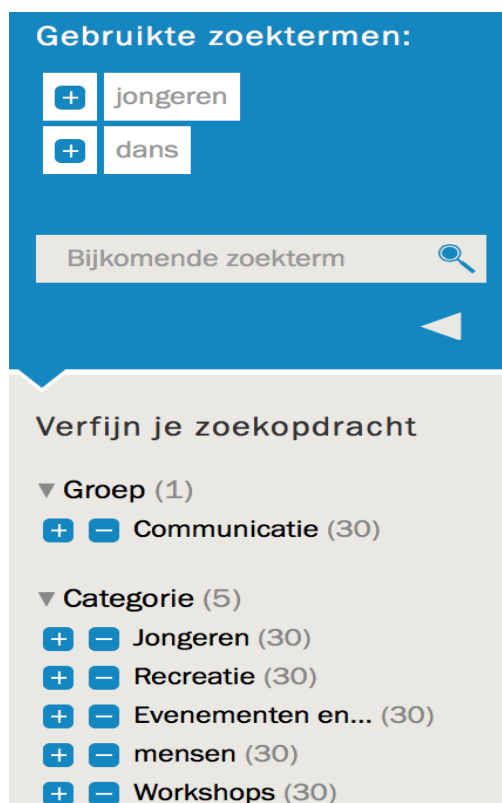 Gebruikte zoektermen:
+ jongeren
+ dans
Bijkomende zoekterm
Verfijn je zoekopdracht
▼ Groep (1)
+ − Communicatie (30)
▼ Categorie (5)
+ − Jongeren (30)
+ − Recreatie (30)
+ − Evenementen en... (30)
+ − mensen (30)
+ − Workshops (30)